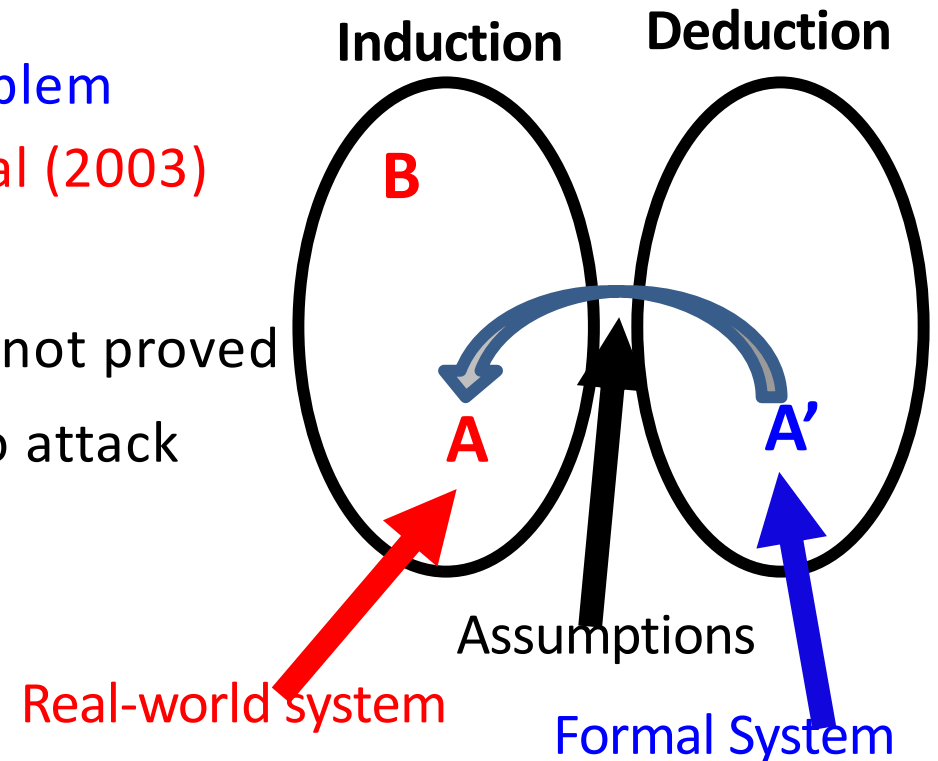 Induction
Deduction
blem
al (2003)
B
not proved
attack
A
A’
Assumptions
Real-world system
Formal System